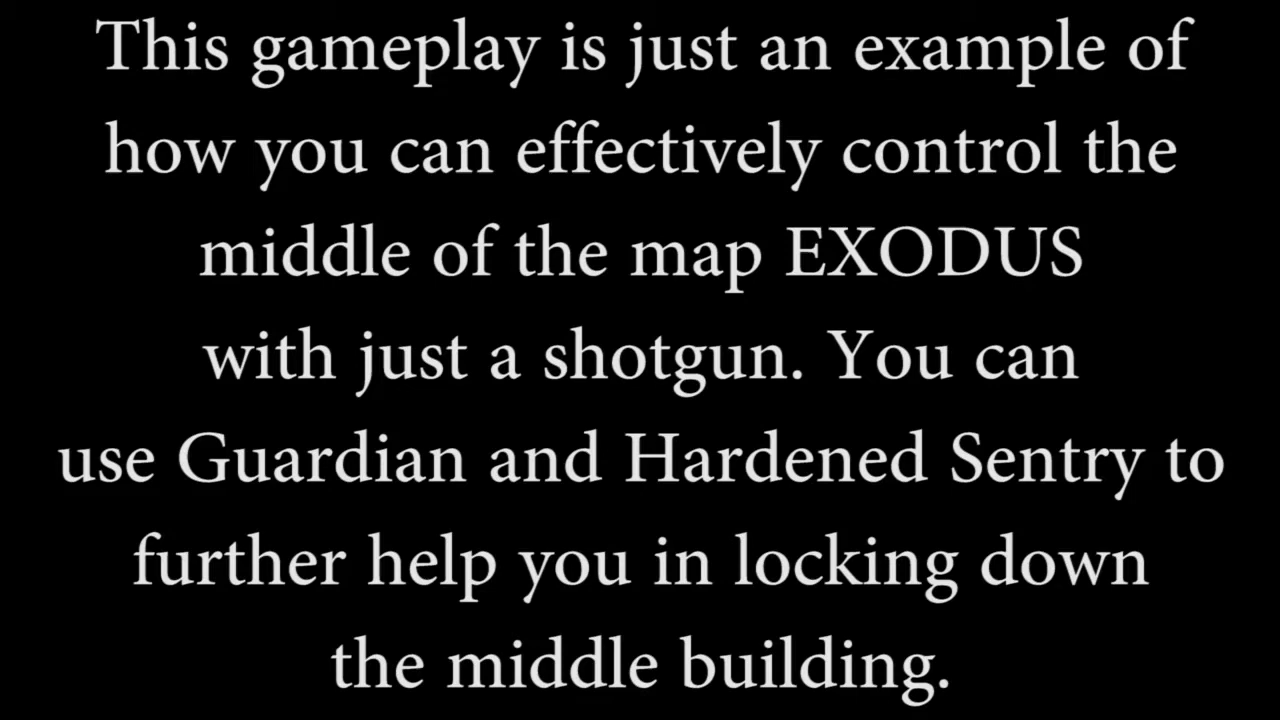 This gameplay is just an example of
how you can effectively control the
middle of the map EXODUS
with just a shotgun. You can
use Guardian and Hardened Sentry to
further help you in locking down
the middle building.